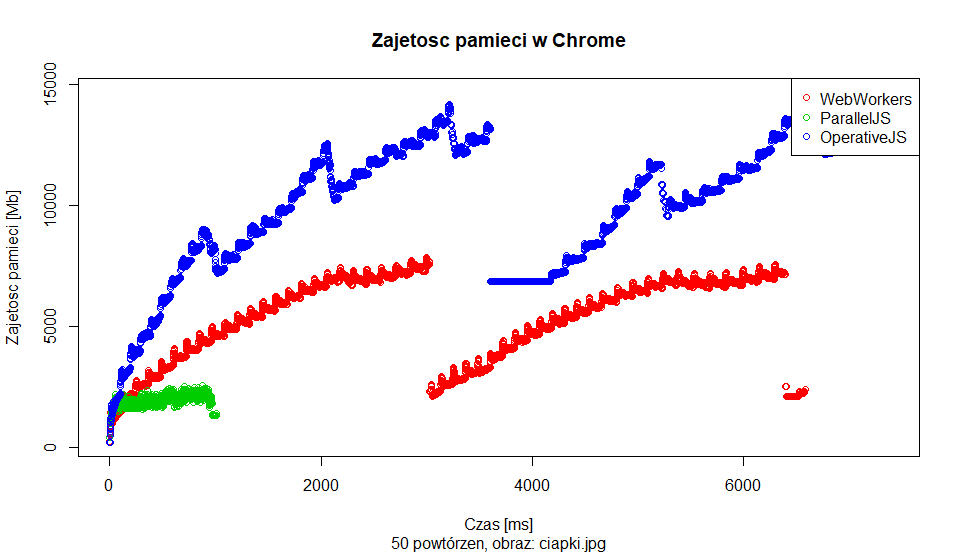 Zajetosc pamieci w Chrome
Zajetosc pamieci [Mb]
15000
10000
5000
0
WebWorkers
ParallelJS
OperativeJS
0 2000 4000 6000
Czas [ms]
50 powtórzen, obraz: ciapki.jpg